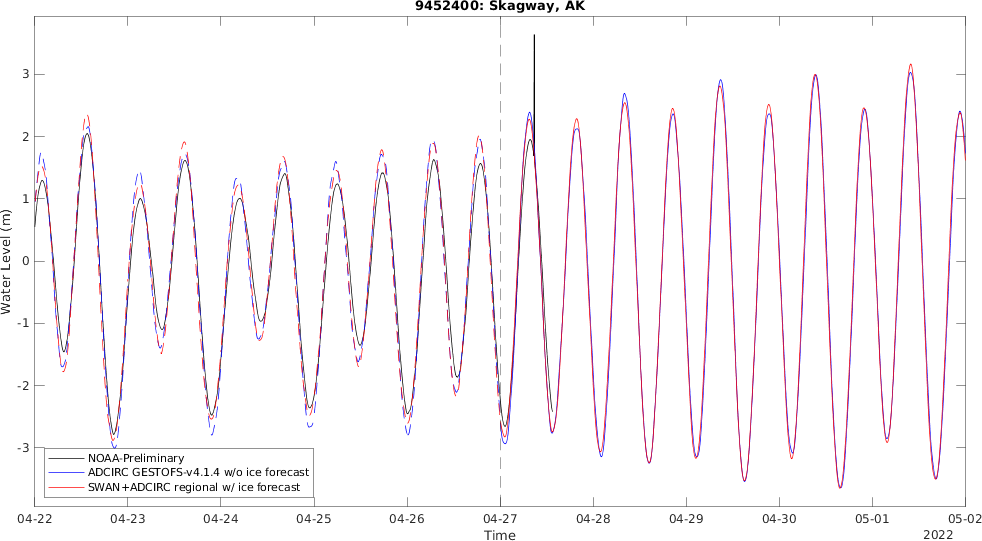 9452400: Skagway, AK
3
2
1
0
-1
-2
-3
Water Level (m)
NOAA-Preliminary
ADCIRC GESTOFS-v4.1.4 w/o ice forecast
SWAN+ADCIRC regional w/ ice forecast
04-22 04-23 04-24 04-25 04-26 04-27 04-28 04-29 04-30 05-01 05-02
Time
2022